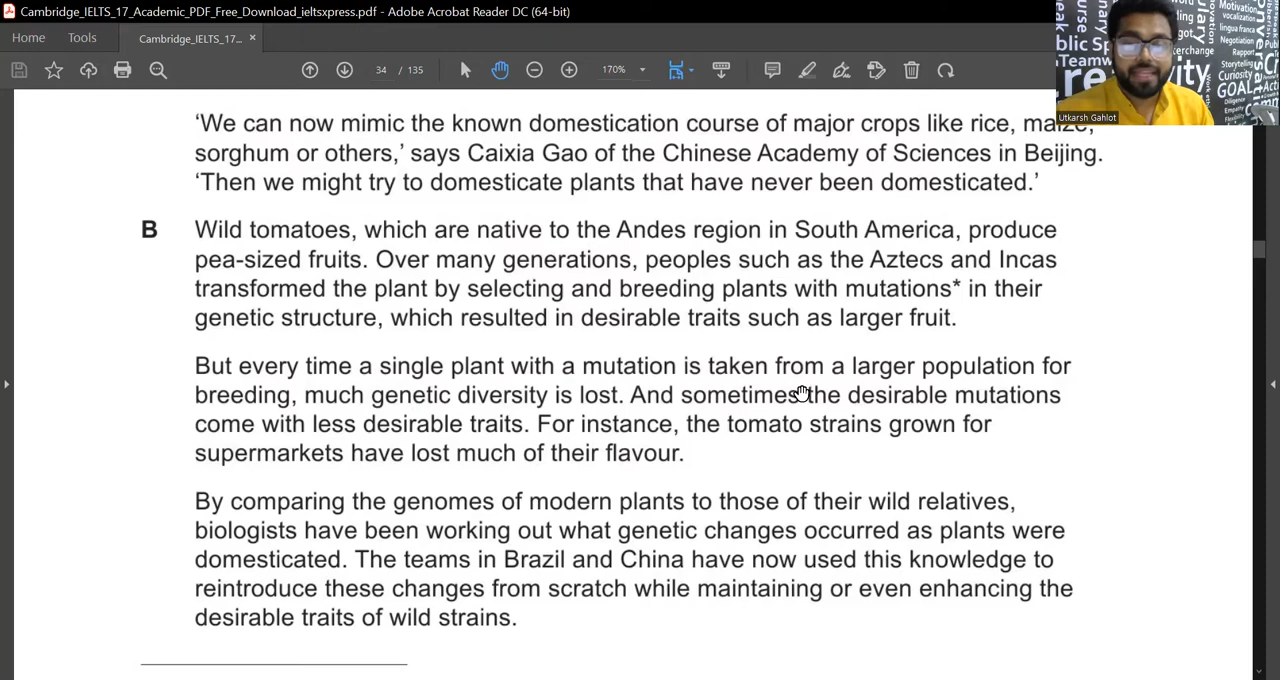 Cambridge_IELTS_17_Academic_PDF_Free_Download_ieltsxpress.pdf - Adobe Acrobat Reader DC (64-bit)
Home Tools Cambridge_IELTS_17... ×
34 / 135 170%
Utkarsh Gahlot
‘We can now mimic the known domestication course of major crops like rice, maize,
sorghum or others,’ says Caixia Gao of the Chinese Academy of Sciences in Beijing.
‘Then we might try to domesticate plants that have never been domesticated.’
B Wild tomatoes, which are native to the Andes region in South America, produce
pea-sized fruits. Over many generations, peoples such as the Aztecs and Incas
transformed the plant by selecting and breeding plants with mutations* in their
genetic structure, which resulted in desirable traits such as larger fruit.
But every time a single plant with a mutation is taken from a larger population for
breeding, much genetic diversity is lost. And sometimes the desirable mutations
come with less desirable traits. For instance, the tomato strains grown for
supermarkets have lost much of their flavour.
By comparing the genomes of modern plants to those of their wild relatives,
biologists have been working out what genetic changes occurred as plants were
domesticated. The teams in Brazil and China have now used this knowledge to
reintroduce these changes from scratch while maintaining or even enhancing the
desirable traits of wild strains.